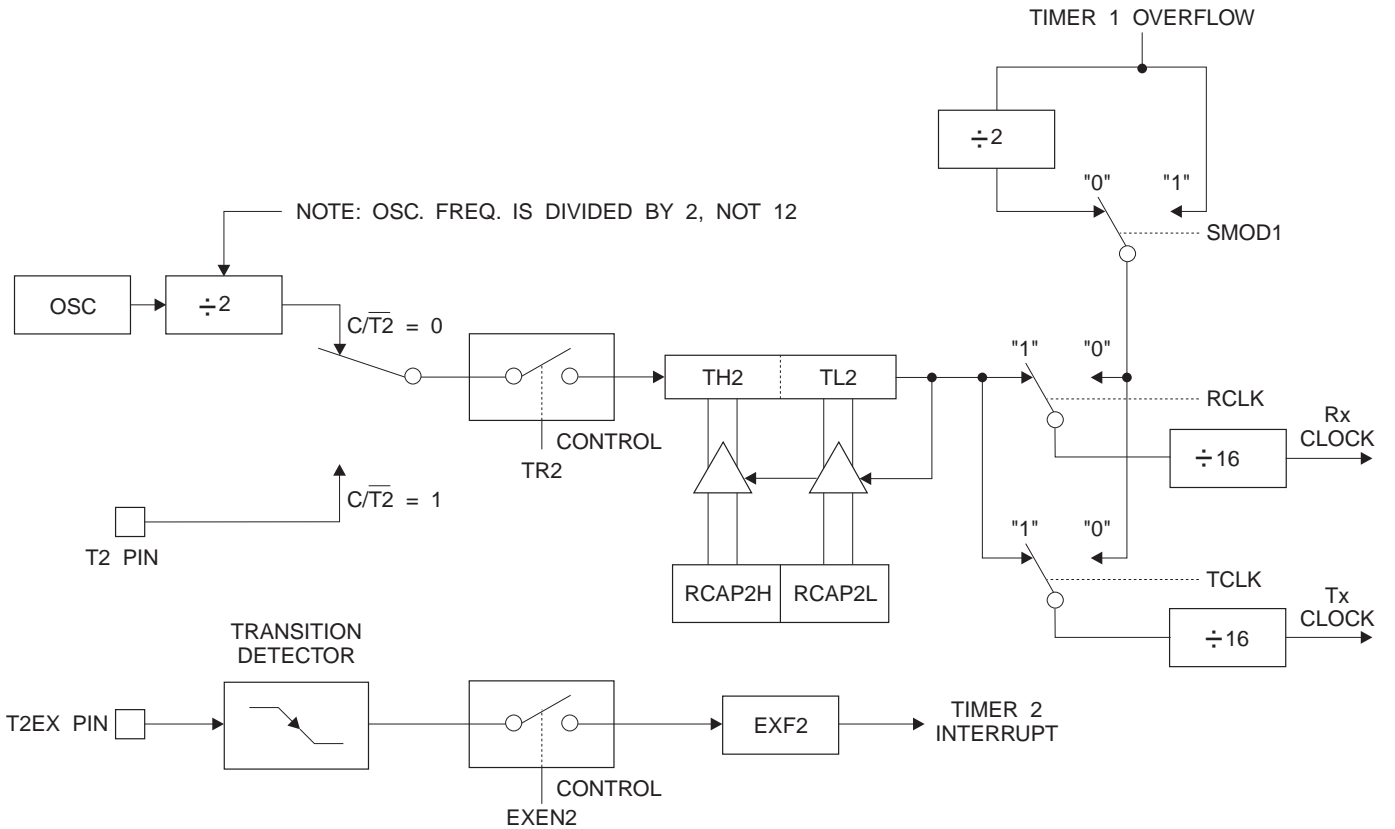 TIMER 1 OVERFLOW
÷2
"0" "1"
NOTE: OSC. FREQ. IS DIVIDED BY 2, NOT 12
SMOD1
OSC
÷2
C/T̅2̅ = 0
"1" "0"
TH2 TL2
RCLK
Rx
CLOCK
CONTROL
TR2
÷16
C/T̅2̅ = 1
T2 PIN
"1" "0"
RCAP2H RCAP2L
TCLK
Tx
CLOCK
÷16
TRANSITION
DETECTOR
T2EX PIN
EXF2
TIMER 2
INTERRUPT
CONTROL
EXEN2